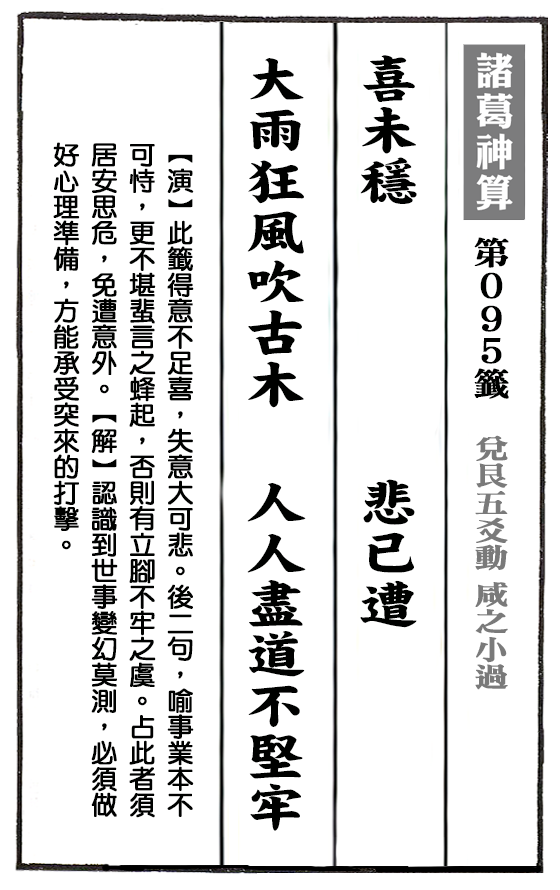 諸葛神算 第095籤 兌艮五爻動 咸之小過
喜未穩 悲已遭
大雨狂風吹古木 人人盡道不堅牢
【演】此籤得意不足喜，失意大可悲。後二句，喻事業本不
可恃，更不堪蜚言之蜂起，否則有立腳不牢之虞。占此者須
居安思危，免遭意外。【解】認識到世事變幻莫測，必須做
好心理準備，方能承受突來的打擊。